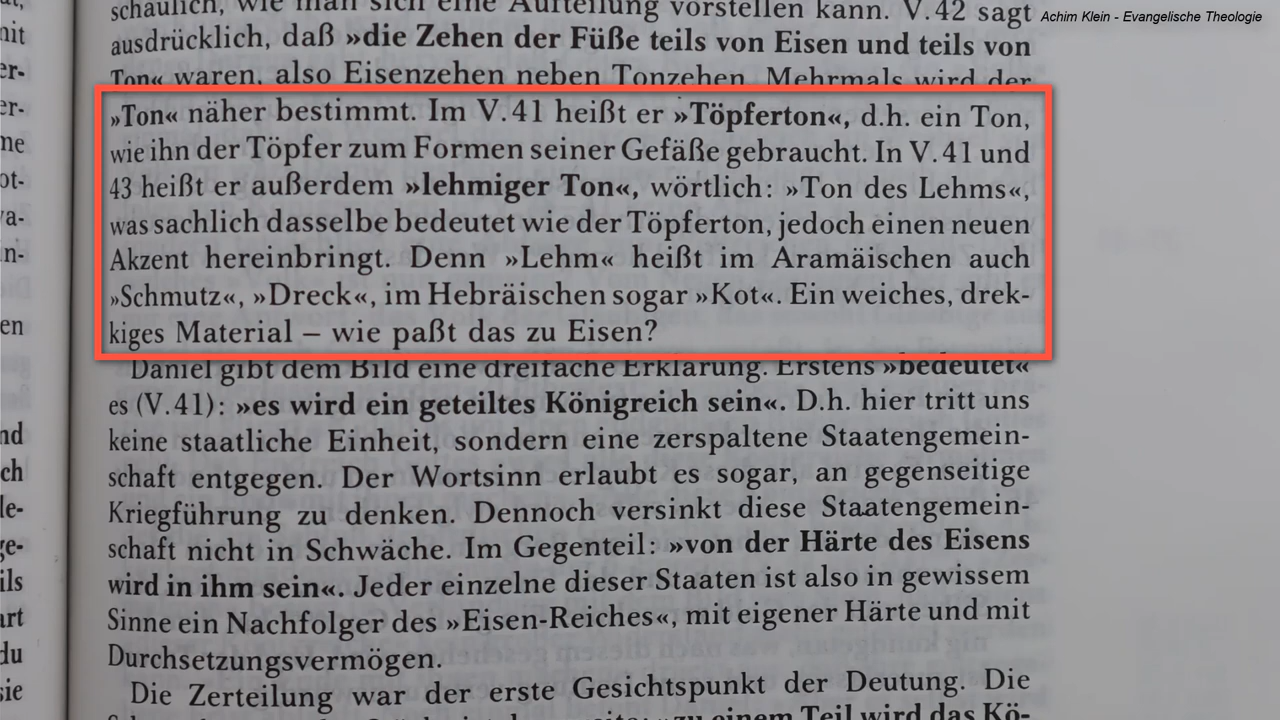 schaulich, wie man sich eine Aufteilung vorstellen kann. V. 42 sagt
Achim Klein - Evangelische Theologie
ausdrücklich, daß »die Zehen der Füße teils von Eisen und teils von
Ton« waren, also Eisenzehen neben Tonzehen. Mehrmals wird der
»Ton« näher bestimmt. Im V. 41 heißt er »Töpferton«, d.h. ein Ton,
wie ihn der Töpfer zum Formen seiner Gefäße gebraucht. In V. 41 und
43 heißt er außerdem »lehmiger Ton«, wörtlich: »Ton des Lehms«,
was sachlich dasselbe bedeutet wie der Töpferton, jedoch einen neuen
Akzent hereinbringt. Denn »Lehm« heißt im Aramäischen auch
»Schmutz«, »Dreck«, im Hebräischen sogar »Kot«. Ein weiches, drek-
kiges Material – wie paßt das zu Eisen?
Daniel gibt dem Bild eine dreifache Erklärung. Erstens »bedeutet«
es (V. 41): »es wird ein geteiltes Königreich sein«. D.h. hier tritt uns
keine staatliche Einheit, sondern eine zerspaltene Staatengemein-
schaft entgegen. Der Wortsinn erlaubt es sogar, an gegenseitige
Kriegführung zu denken. Dennoch versinkt diese Staatengemein-
schaft nicht in Schwäche. Im Gegenteil: »von der Härte des Eisens
wird in ihm sein«. Jeder einzelne dieser Staaten ist also in gewissem
Sinne ein Nachfolger des »Eisen-Reiches«, mit eigener Härte und mit
Durchsetzungsvermögen.
Die Zerteilung war der erste Gesichtspunkt der Deutung. Die
»zu einem Teil wird das Kö-